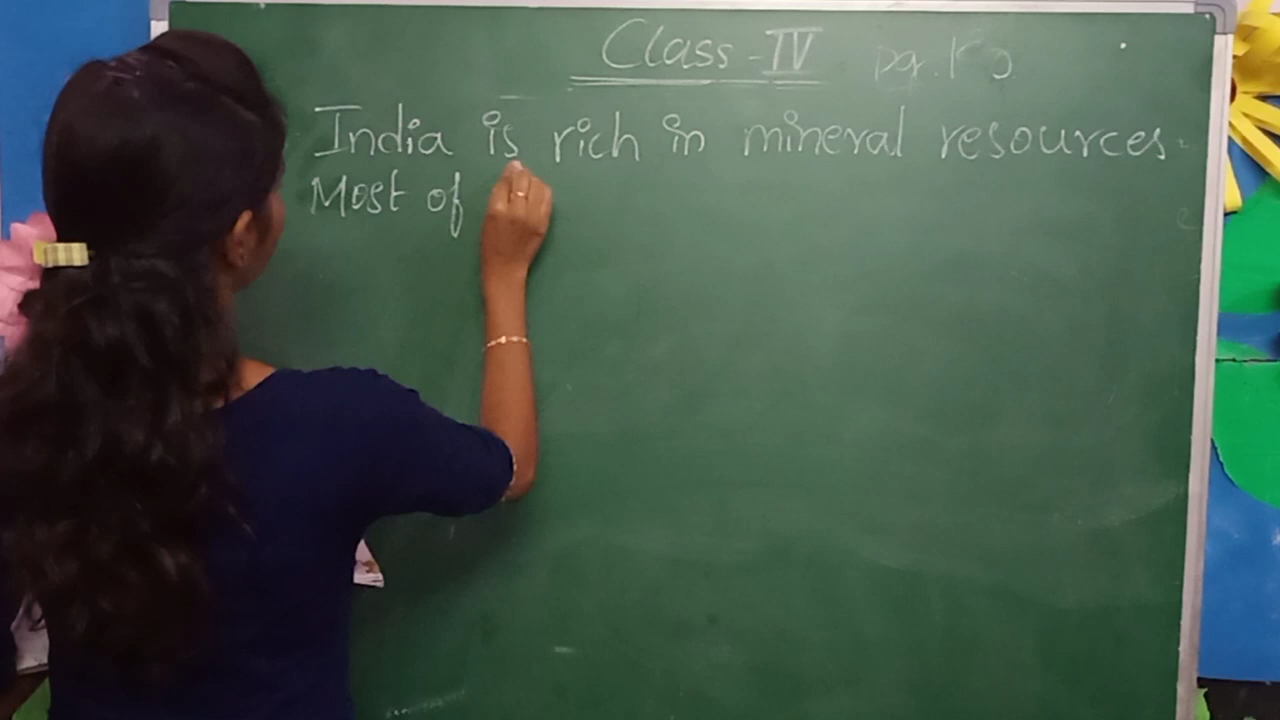 Class - IV
India is rich in mineral resources.
Most of